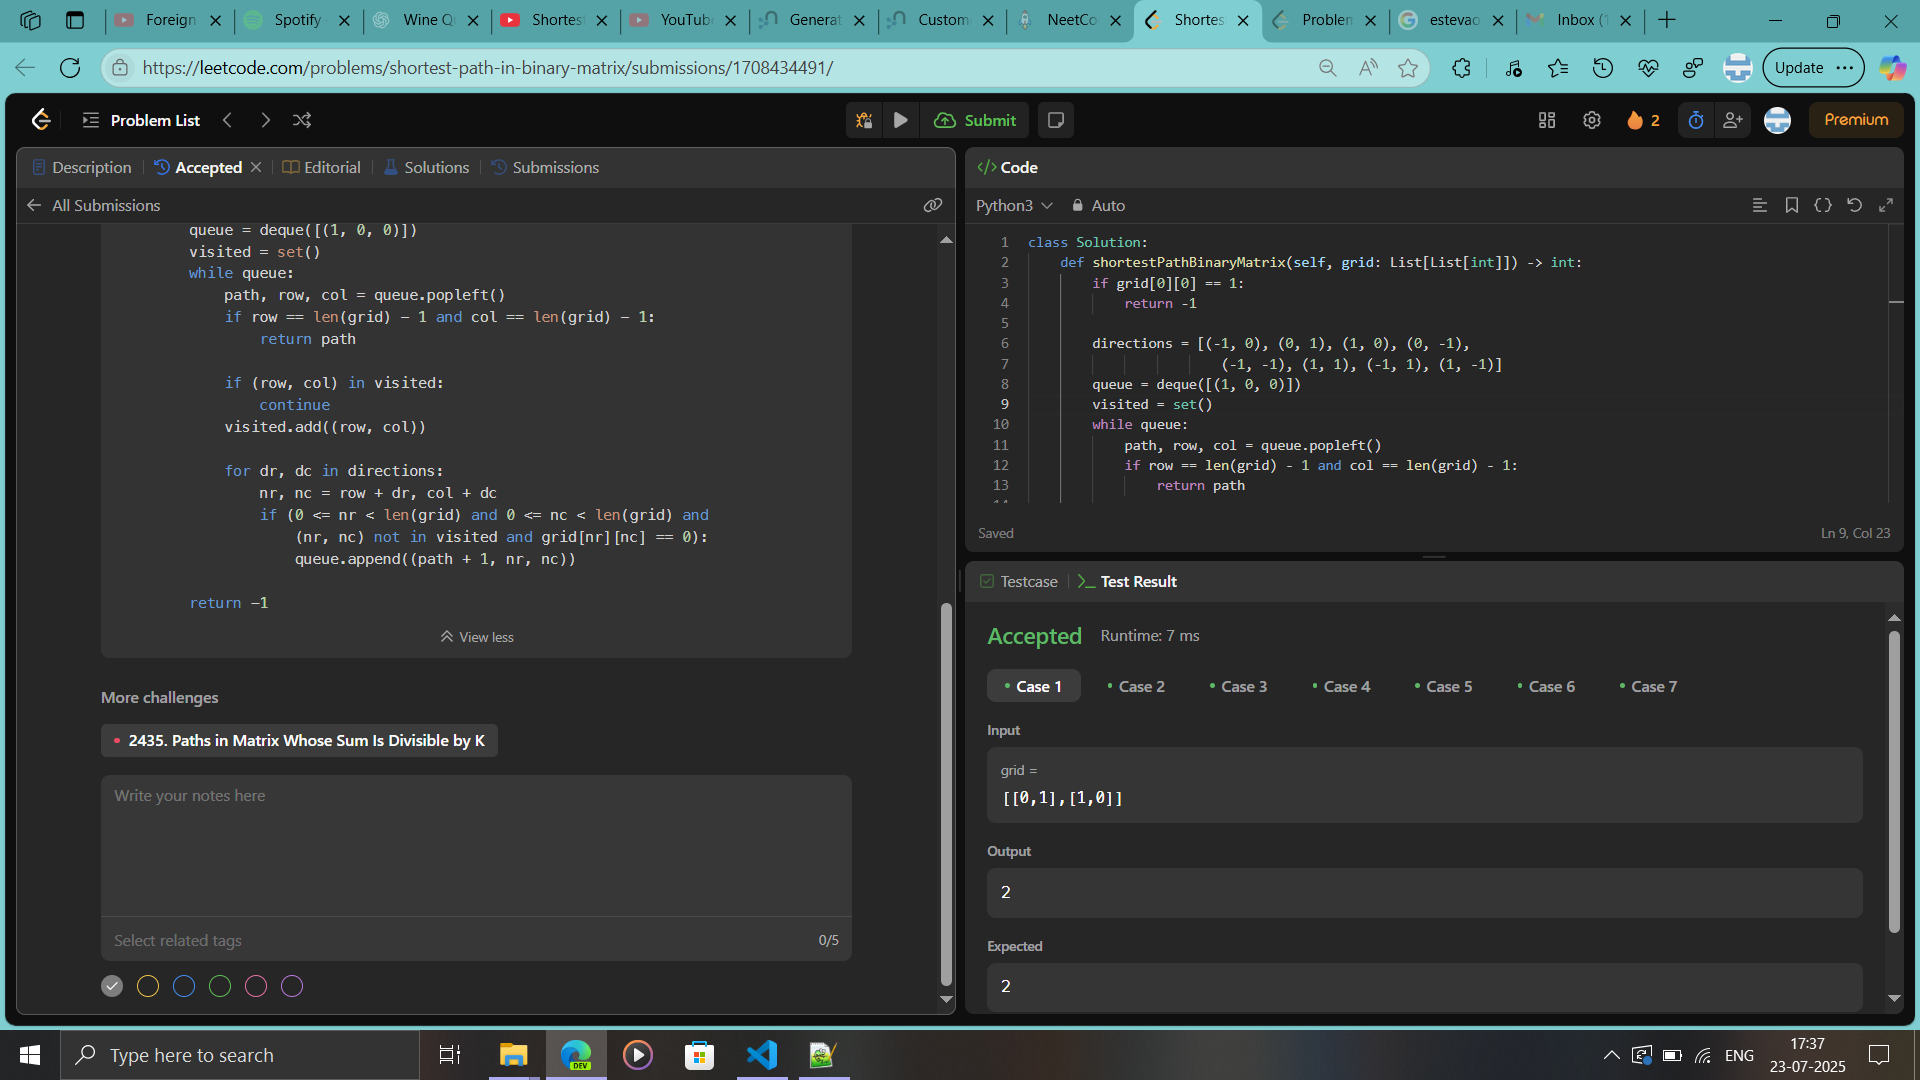 Foreign
Spotify
Wine Q
Shortes
YouTub
Generat
Custom
NeetCo
Shortes
Problem
estevao
Inbox (1
https://leetcode.com/problems/shortest-path-in-binary-matrix/submissions/1708434491/
Update
Problem List
Submit
2
Premium
Description
Accepted
Editorial
Solutions
Submissions
All Submissions
queue = deque([(1, 0, 0)])
visited = set()
while queue:
path, row, col = queue.popleft()
if row == len(grid) - 1 and col == len(grid) - 1:
return path
if (row, col) in visited:
continue
visited.add((row, col))
for dr, dc in directions:
nr, nc = row + dr, col + dc
if (0 <= nr < len(grid) and 0 <= nc < len(grid) and
(nr, nc) not in visited and grid[nr][nc] == 0):
queue.append((path + 1, nr, nc))
return -1
View less
More challenges
2435. Paths in Matrix Whose Sum Is Divisible by K
Write your notes here
Select related tags
0/5
Code
Python3
Auto
1 class Solution:
2 def shortestPathBinaryMatrix(self, grid: List[List[int]]) -> int:
3 if grid[0][0] == 1:
4 return -1
5
6 directions = [(-1, 0), (0, 1), (1, 0), (0, -1),
7 (-1, -1), (1, 1), (-1, 1), (1, -1)]
8 queue = deque([(1, 0, 0)])
9 visited = set()
10 while queue:
11 path, row, col = queue.popleft()
12 if row == len(grid) - 1 and col == len(grid) - 1:
13 return path
Saved
Ln 9, Col 23
Testcase
Test Result
Accepted
Runtime: 7 ms
Case 1
Case 2
Case 3
Case 4
Case 5
Case 6
Case 7
Input
grid =
[[0,1],[1,0]]
Output
2
Expected
2
Type here to search
DEV
ENG
17:37
23-07-2025